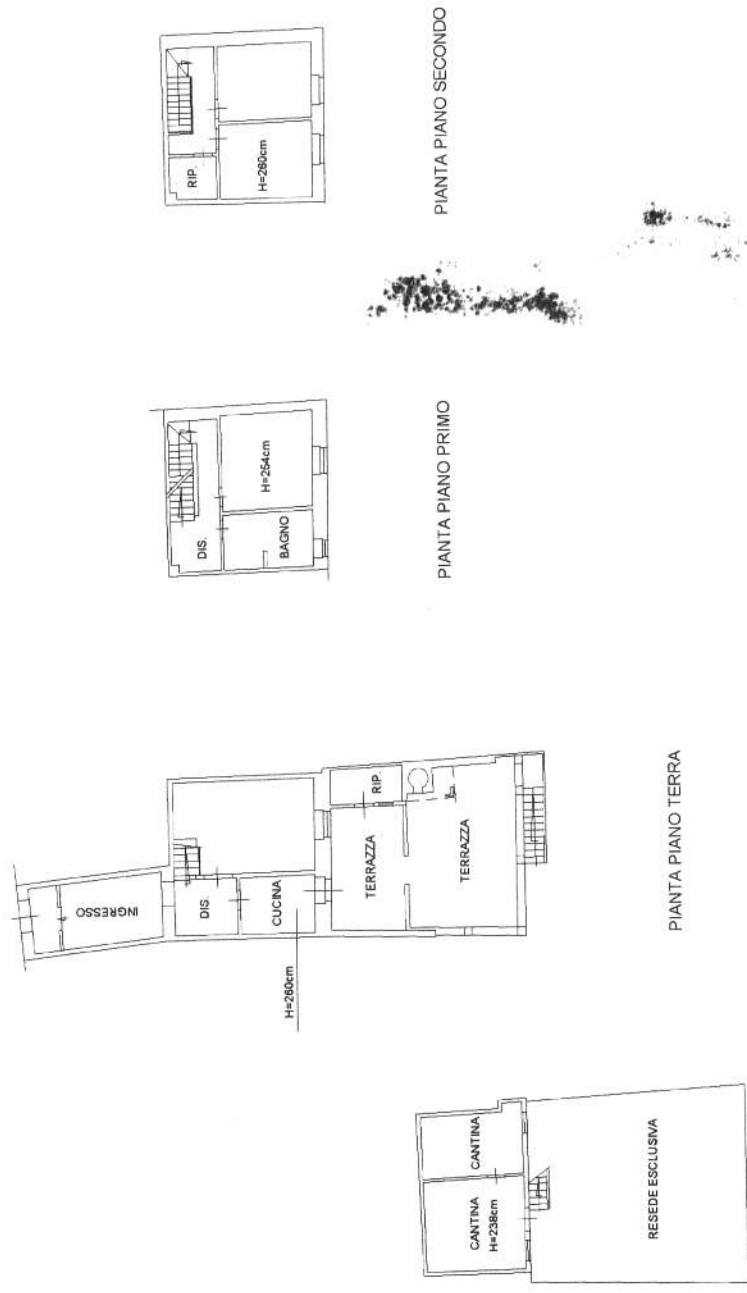 CANTINA
H=238cm
CANTINA
RESEDE ESCLUSIVA
INGRESSO
DIS.
CUCINA
H=260cm
TERRAZZA
RIP.
TERRAZZA
PIANTA PIANO TERRA
DIS.
BAGNO
H=254cm
PIANTA PIANO PRIMO
RIP.
H=260cm
PIANTA PIANO SECONDO